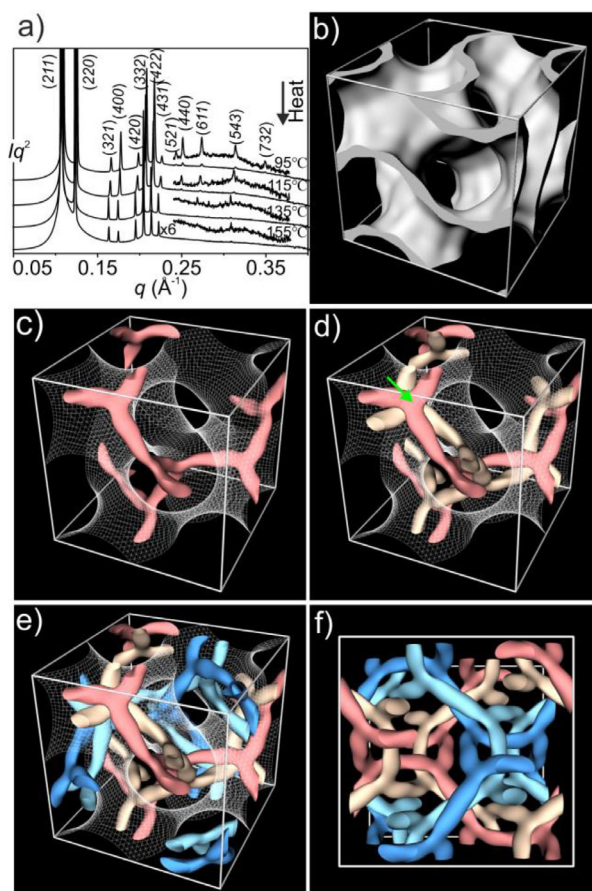 a)
(211)
(220)
(321)
(400)
(420)
(332)
(422)
(431)
(521)
(440)
(611)
(543)
(732)
Heat
Iq²
95°C
115°C
135°C
155°C
x6
0.05 0.15 0.25 0.35
q (Å⁻¹)
b)
c)
d)
e)
f)